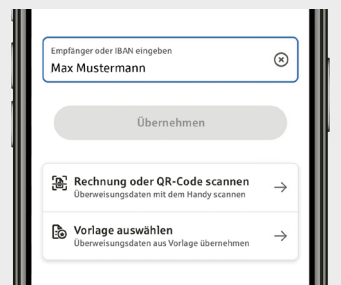 Empfänger oder IBAN eingeben
Max Mustermann
Übernehmen
Rechnung oder QR-Code scannen
Überweisungsdaten mit dem Handy scannen
Vorlage auswählen
Überweisungsdaten aus Vorlage übernehmen